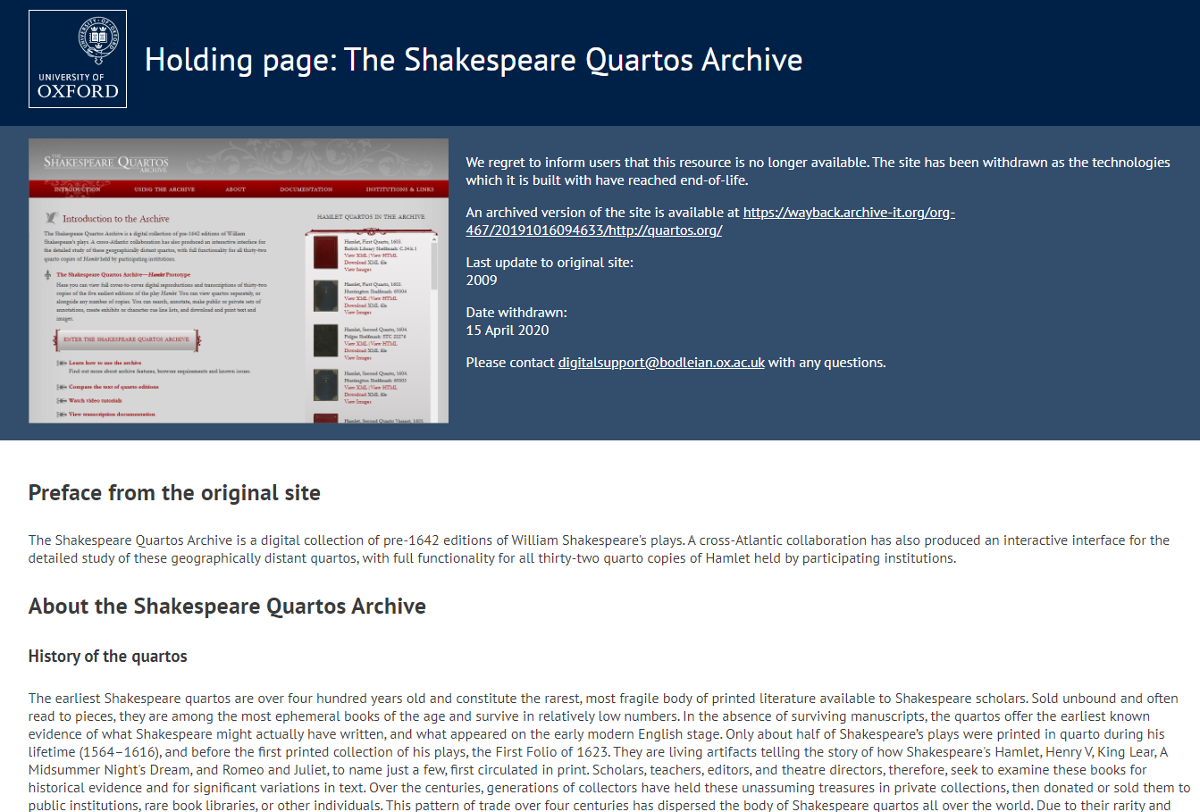 UNIVERSITY OF
OXFORD
Holding page: The Shakespeare Quartos Archive
SHAKESPEARE QUARTOS
ARCHIVE
INTRODUCTION USING THE ARCHIVE ABOUT DOCUMENTATION INSTITUTIONS & LINKS
Introduction to the Archive
The Shakespeare Quartos Archive is a digital collection of pre-1642 editions of William
Shakespeare's plays. A cross-Atlantic collaboration has also produced an interactive interface for
the detailed study of these geographically distant quartos, with full functionality for all thirty-two
quarto copies of Hamlet held by participating institutions.
The Shakespeare Quartos Archive—Hamlet Prototype
Here you can view full cover-to-cover digital reproductions and transcriptions of thirty-two
copies of the five earliest editions of the play Hamlet. You can view quartos separately, or
alongside any number of copies. You can search, annotate, make public or private sets of
annotations, create exhibits or character cue line lists, and download and print text and
images.
ENTER THE SHAKESPEARE QUARTOS ARCHIVE
Learn how to use the archive
Find out more about archive features, browser requirements and known issues.
Compare the text of quarto editions
Watch video tutorials
View transcription documentation
HAMLET QUARTOS IN THE ARCHIVE
Hamlet, First Quarto, 1603.
British Library Shelfmark: C.34.k.1
View XML | View HTML
Download XML file
View Images
Hamlet, First Quarto, 1603.
Huntington Shelfmark:
View XML | View HTML
Download XML file
View Images
Hamlet, Second Quarto, 1604.
Folger Shelfmark: STC 22276
View XML | View HTML
Download XML file
View Images
Hamlet, Second Quarto, 1604.
Huntington Shelfmark:
View XML | View HTML
Download XML file
View Images
Hamlet, Second Quarto Variant, 1605.
We regret to inform users that this resource is no longer available. The site has been withdrawn as the technologies
which it is built with have reached end-of-life.
An archived version of the site is available at https://wayback.archive-it.org/org-
467/20191016094633/http://quartos.org/
Last update to original site:
2009
Date withdrawn:
15 April 2020
Please contact digitalsupport@bodleian.ox.ac.uk with any questions.
Preface from the original site
The Shakespeare Quartos Archive is a digital collection of pre-1642 editions of William Shakespeare's plays. A cross-Atlantic collaboration has also produced an interactive interface for the
detailed study of these geographically distant quartos, with full functionality for all thirty-two quarto copies of Hamlet held by participating institutions.
About the Shakespeare Quartos Archive
History of the quartos
The earliest Shakespeare quartos are over four hundred years old and constitute the rarest, most fragile body of printed literature available to Shakespeare scholars. Sold unbound and often
read to pieces, they are among the most ephemeral books of the age and survive in relatively low numbers. In the absence of surviving manuscripts, the quartos offer the earliest known
evidence of what Shakespeare might actually have written, and what appeared on the early modern English stage. Only about half of Shakespeare's plays were printed in quarto during his
lifetime (1564–1616), and before the first printed collection of his plays, the First Folio of 1623. They are living artifacts telling the story of how Shakespeare's Hamlet, Henry V, King Lear, A
Midsummer Night's Dream, and Romeo and Juliet, to name just a few, first circulated in print. Scholars, teachers, editors, and theatre directors, therefore, seek to examine these books for
historical evidence and for significant variations in text. Over the centuries, generations of collectors have held these unassuming treasures in private collections, then donated or sold them to
public institutions, rare book libraries, or other individuals. This pattern of trade over four centuries has dispersed the body of Shakespeare quartos all over the world. Due to their rarity and